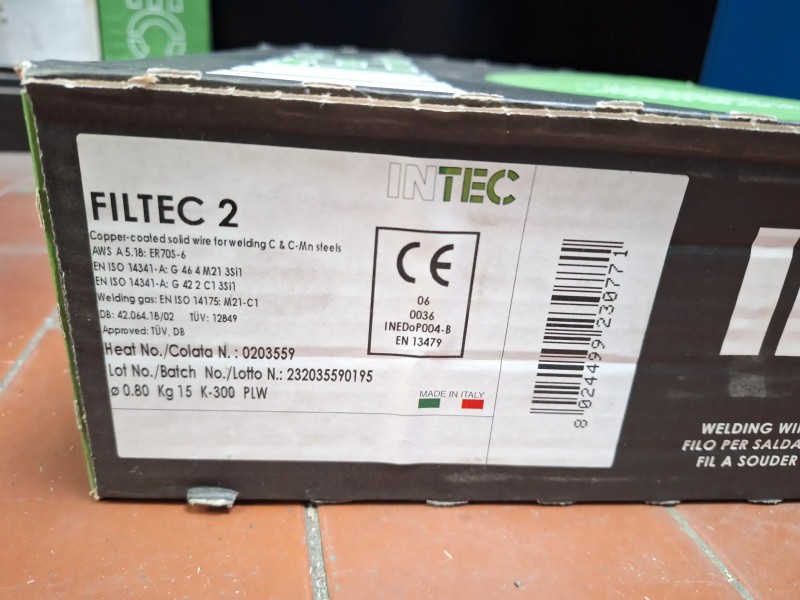 INTEC
FILTEC 2
Copper-coated solid wire for welding C & C-Mn steels
AWS A 5.18: ER70S-6
EN ISO 14341-A: G 46 4 M21 3Si1
EN ISO 14341-A: G 42 2 C1 3Si1
Welding gas: EN ISO 14175: M21-C1
DB: 42.064.18/02 TÜV: 12849
Approved: TÜV, DB
Heat No./Colata N.: 0203559
Lot No./Batch No./Lotto N.: 232035590195
ø 0.80 Kg 15 K-300 PLW
CE
06
0036
INEDoP004-B
EN 13479
MADE IN ITALY
8024499230771
WELDING WI
FILO PER SALDA
FIL A SOUDER